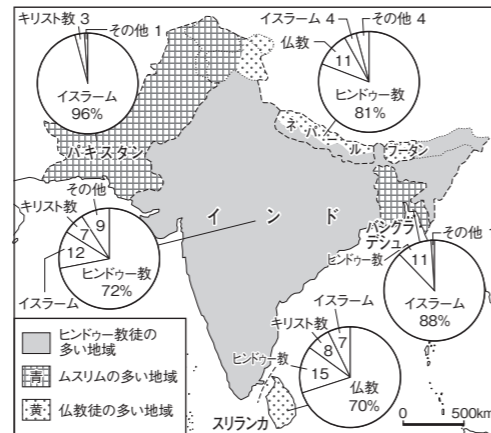 キリスト教 3
その他 1
イスラーム
96%
パキスタン
イスラーム 4
その他 4
仏教
11
ヒンドゥー教
81%
ネパール
ブータン
その他
キリスト教
9
7
12
イスラーム
ヒンドゥー教
72%
インド
バングラデシュ
ヒンドゥー教
11
その他 1
イスラーム
88%
イスラーム
キリスト教
7
8
ヒンドゥー教
15
仏教
70%
スリランカ
ヒンドゥー教徒の
多い地域
青
ムスリムの多い地域
黄
仏教徒の多い地域
0
500km